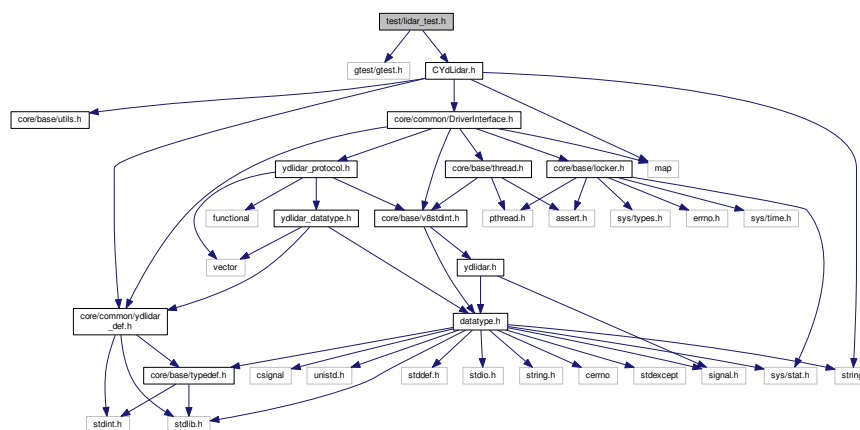 test/lidar_test.h
gtest/gtest.h
CYdLidar.h
core/base/utils.h
core/common/DriverInterface.h
ydlidar_protocol.h
core/base/thread.h
core/base/locker.h
map
functional
ydlidar_datatype.h
core/base/v8stdint.h
pthread.h
assert.h
sys/types.h
errno.h
sys/time.h
vector
ydlidar.h
core/common/ydlidar
_def.h
datatype.h
core/base/typedef.h
csignal
unistd.h
stddef.h
stdio.h
string.h
cerrno
stdexcept
signal.h
sys/stat.h
string
stdint.h
stdlib.h